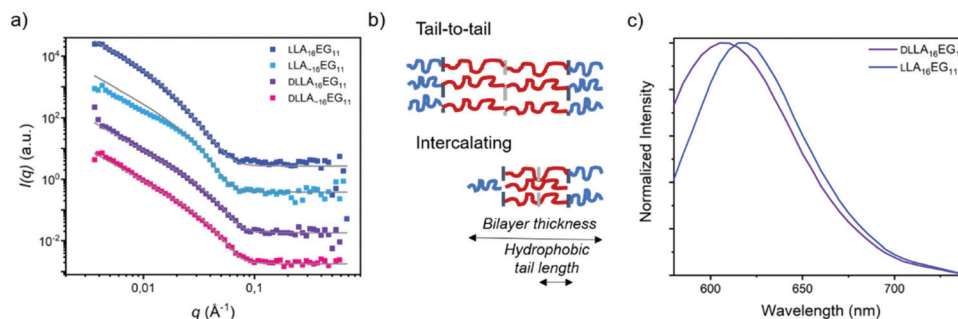 a)
I(q) (a.u.)
10⁴
10²
10⁰
10⁻²
0,01
0,1
q (Å⁻¹)
LLA₁₆EG₁₁
LLA₋₁₆EG₁₁
DLLA₁₆EG₁₁
DLLA₋₁₆EG₁₁
b)
Tail-to-tail
Intercalating
Bilayer thickness
Hydrophobic
tail length
c)
Normalized Intensity
DLLA₁₆EG₁
LLA₁₆EG₁₁
600
650
700
Wavelength (nm)